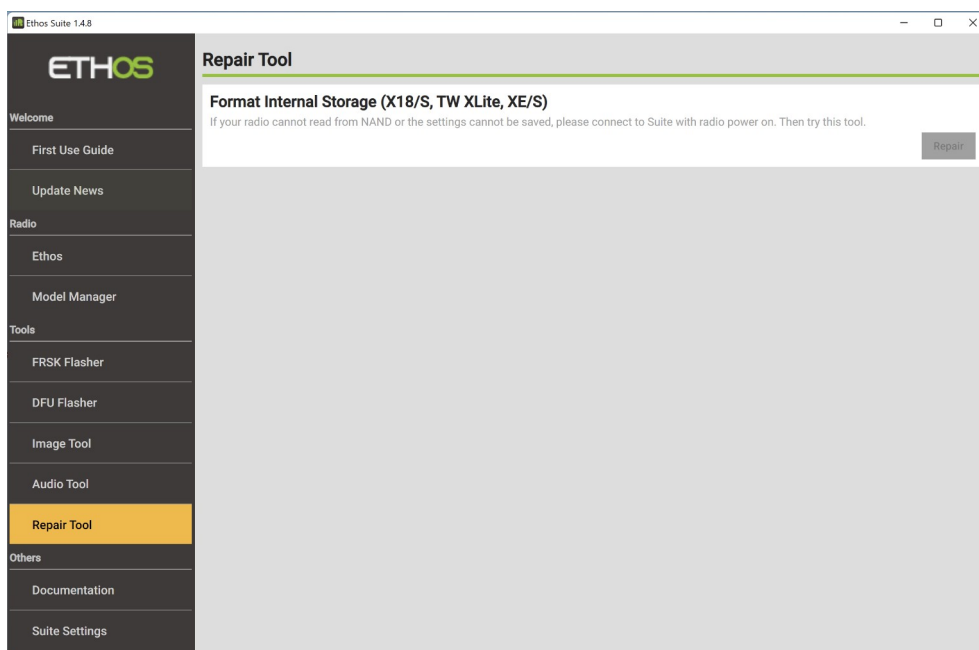 Ethos Suite 1.4.8
ETHOS
Welcome
First Use Guide
Update News
Radio
Ethos
Model Manager
Tools
FRSK Flasher
DFU Flasher
Image Tool
Audio Tool
Repair Tool
Others
Documentation
Suite Settings
Repair Tool
Format Internal Storage (X18/S, TW XLite, XE/S)
If your radio cannot read from NAND or the settings cannot be saved, please connect to Suite with radio power on. Then try this tool.
Repair